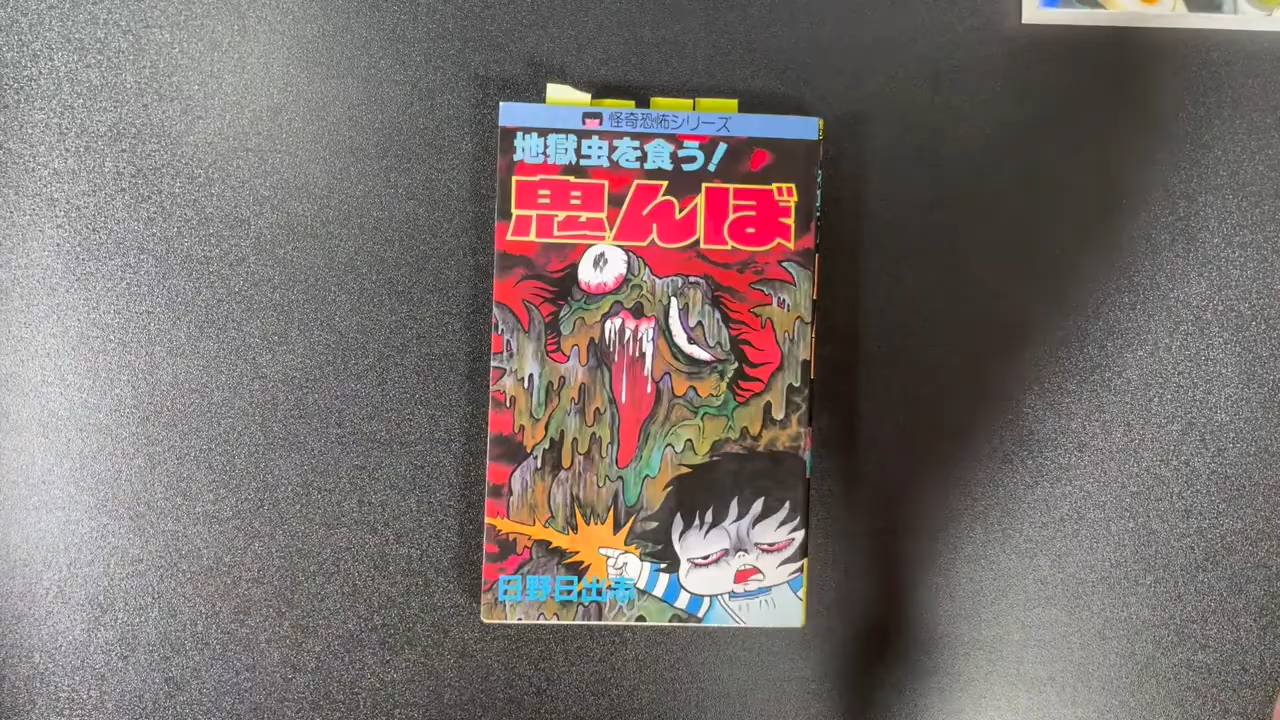 怪奇恐怖シリーズ
地獄虫を食う!
鬼んぼ
日野日出志